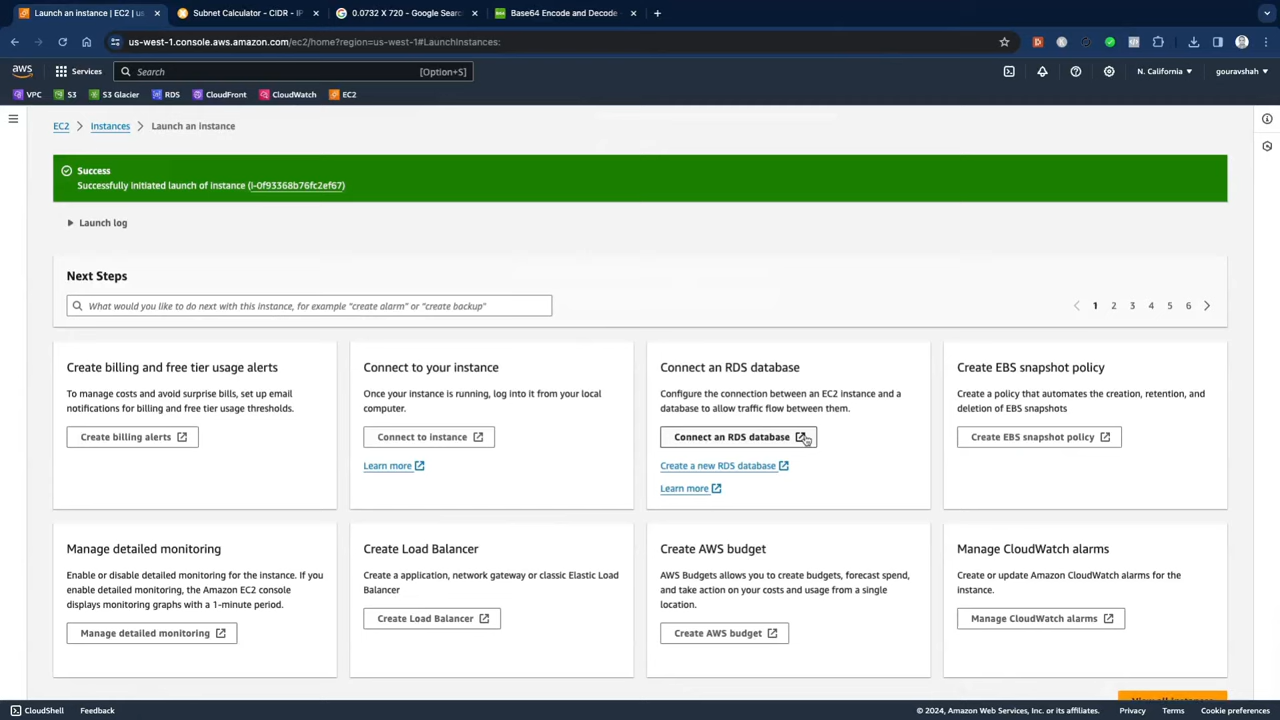 Launch an instance | EC2 | us-
Subnet Calculator - CIDR - IP
0.0732 X 720 - Google Search
Base64 Encode and Decode
us-west-1.console.aws.amazon.com/ec2/home?region=us-west-1#LaunchInstances:
aws
Services
Search
[Option+S]
N. California
gouravshah
VPC
S3
S3 Glacier
RDS
CloudFront
CloudWatch
EC2
EC2
Instances
Launch an instance
Success
Successfully initiated launch of instance (i-0f93368b76fc2ef67)
Launch log
Next Steps
What would you like to do next with this instance, for example "create alarm" or "create backup"
1 2 3 4 5 6
Create billing and free tier usage alerts
To manage costs and avoid surprise bills, set up email
notifications for billing and free tier usage thresholds.
Create billing alerts
Connect to your instance
Once your instance is running, log into it from your local
computer.
Connect to instance
Learn more
Connect an RDS database
Configure the connection between an EC2 instance and a
database to allow traffic flow between them.
Connect an RDS database
Create a new RDS database
Learn more
Create EBS snapshot policy
Create a policy that automates the creation, retention, and
deletion of EBS snapshots
Create EBS snapshot policy
Manage detailed monitoring
Enable or disable detailed monitoring for the instance. If you
enable detailed monitoring, the Amazon EC2 console
displays monitoring graphs with a 1-minute period.
Manage detailed monitoring
Create Load Balancer
Create a application, network gateway or classic Elastic Load
Balancer
Create Load Balancer
Create AWS budget
AWS Budgets allows you to create budgets, forecast spend,
and take action on your costs and usage from a single
location.
Create AWS budget
Manage CloudWatch alarms
Create or update Amazon CloudWatch alarms for the
instance.
Manage CloudWatch alarms
CloudShell
Feedback
© 2024, Amazon Web Services, Inc. or its affiliates.
Privacy
Terms
Cookie preferences